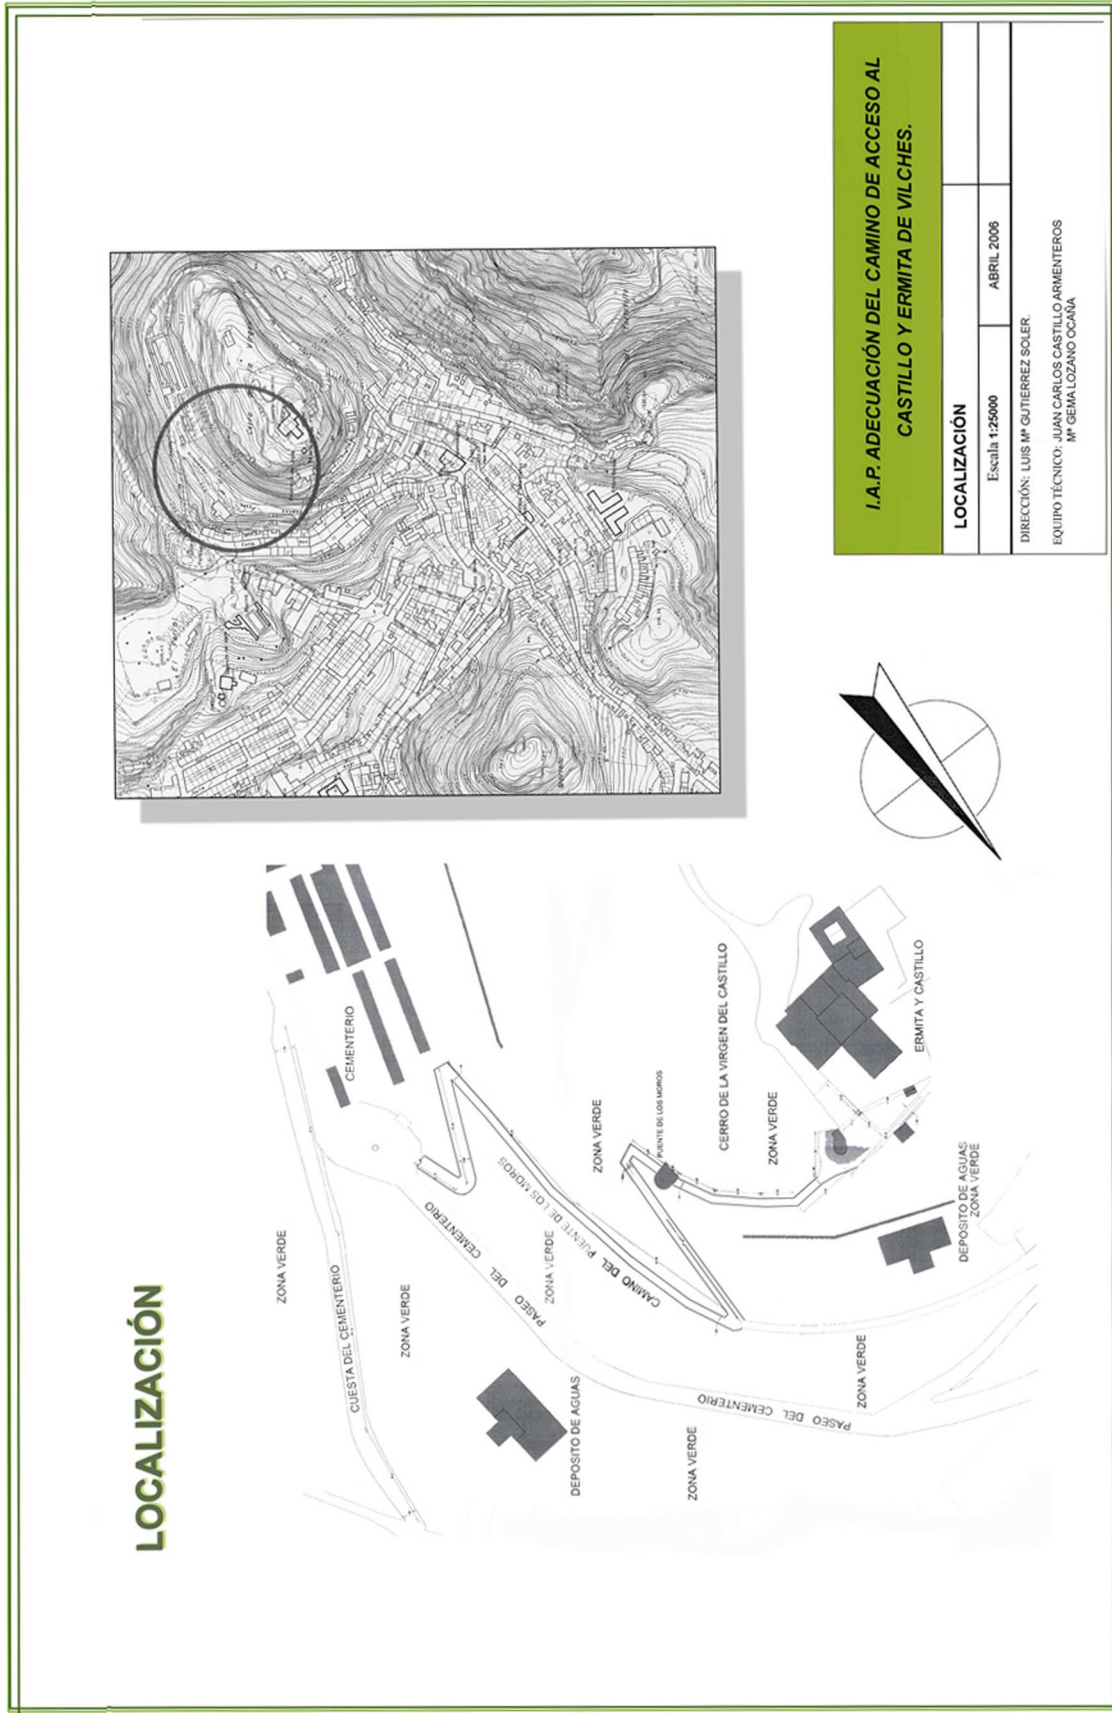 LOCALIZACIÓN
ZONA VERDE
CUESTA DEL CEMENTERIO
ZONA VERDE
CEMENTERIO
PASEO DEL CEMENTERIO
DEPOSITO DE AGUAS
ZONA VERDE
CAMINO DEL PUENTE DE LOS MOROS
ZONA VERDE
PUENTE DE LOS MOROS
ZONA VERDE
PASEO DEL CEMENTERIO
CERRO DE LA VIRGEN DEL CASTILLO
ZONA VERDE
ZONA VERDE
ERMITA Y CASTILLO
DEPOSITO DE AGUAS
ZONA VERDE
I.A.P. ADECUACIÓN DEL CAMINO DE ACCESO AL
CASTILLO Y ERMITA DE VILCHES.
LOCALIZACIÓN
Escala 1:25000
ABRIL 2006
DIRECCIÓN: LUIS Mª GUTIERREZ SOLER.
EQUIPO TÉCNICO: JUAN CARLOS CASTILLO ARMENTEROS
Mª GEMA LOZANO OCAÑA